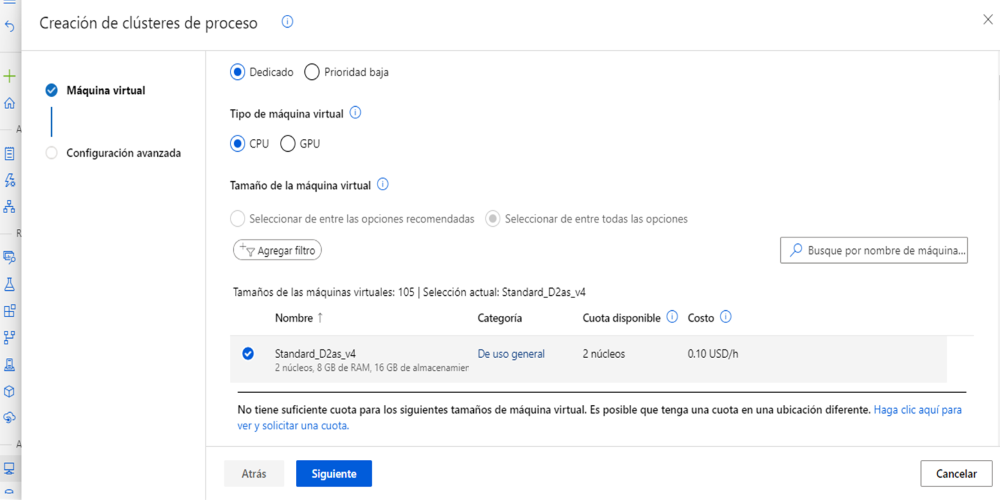 Creación de clústeres de proceso
Máquina virtual
Configuración avanzada
Dedicado Prioridad baja
Tipo de máquina virtual
CPU GPU
Tamaño de la máquina virtual
Seleccionar de entre las opciones recomendadas Seleccionar de entre todas las opciones
Agregar filtro
Busque por nombre de máquina...
Tamaños de las máquinas virtuales: 105 | Selección actual: Standard_D2as_v4
Nombre ↑ Categoría Cuota disponible Costo
Standard_D2as_v4 De uso general 2 núcleos 0.10 USD/h
2 núcleos, 8 GB de RAM, 16 GB de almacenamier
No tiene suficiente cuota para los siguientes tamaños de máquina virtual. Es posible que tenga una cuota en una ubicación diferente. Haga clic aquí para
ver y solicitar una cuota.
Atrás Siguiente Cancelar